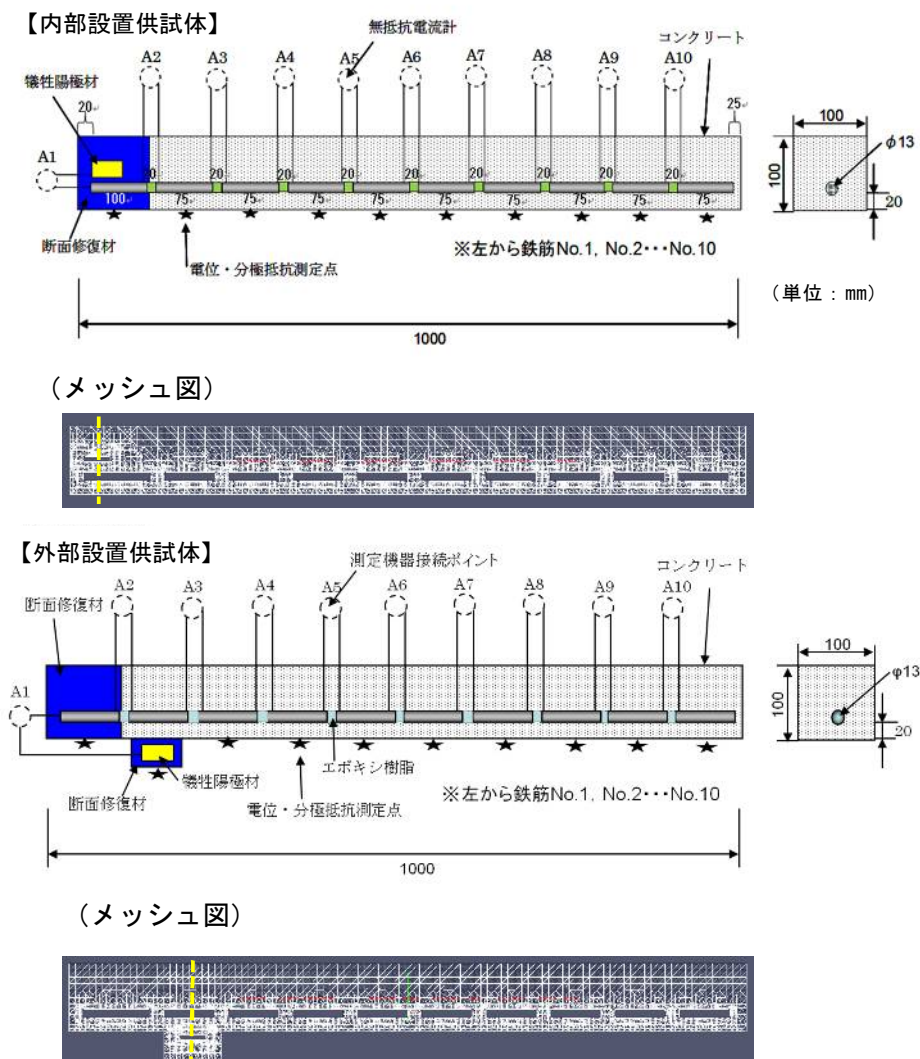 【内部設置供試体】
無抵抗電流計
コンクリート
A2 A3 A4 A5 A6 A7 A8 A9 A10
犠牲陽極材
20
25
100
A1
φ13
100
20 20 20 20 20 20 20 20 20
20
100 75 75 75 75 75 75 75 75 75
断面修復材
電位・分極抵抗測定点
※左から鉄筋No.1, No.2・・・No.10
(単位:mm)
1000
(メッシュ図)
【外部設置供試体】
測定機器接続ポイント
コンクリート
断面修復材
A2 A3 A4 A5 A6 A7 A8 A9 A10
100
φ13
A1
100
20
エポキシ樹脂
犠牲陽極材
断面修復材
電位・分極抵抗測定点
※左から鉄筋No.1, No.2・・・No.10
1000
(メッシュ図)